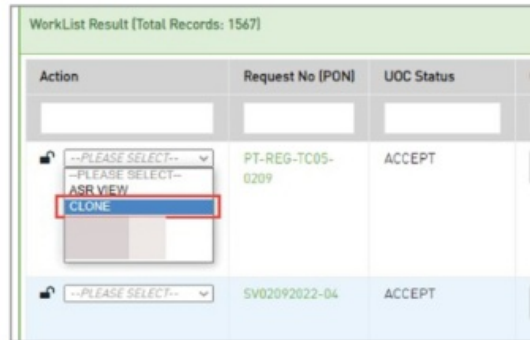 WorkList Result (Total Records: 1567)
Action Request No (PON) UOC Status
--PLEASE SELECT-- PT-REG-TC05- ACCEPT
--PLEASE SELECT-- 0209
ASR VIEW
CLONE
--PLEASE SELECT-- SV02092022-04 ACCEPT